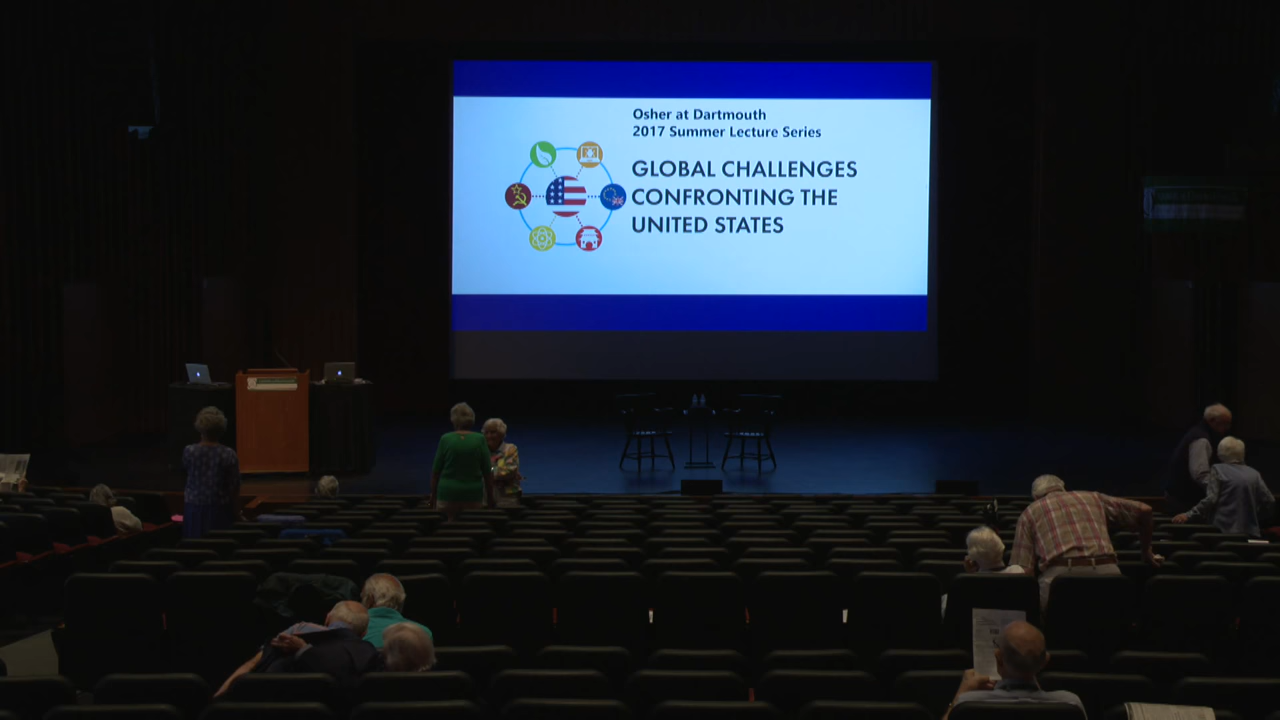 Osher at Dartmouth
2017 Summer Lecture Series
GLOBAL CHALLENGES
CONFRONTING THE
UNITED STATES